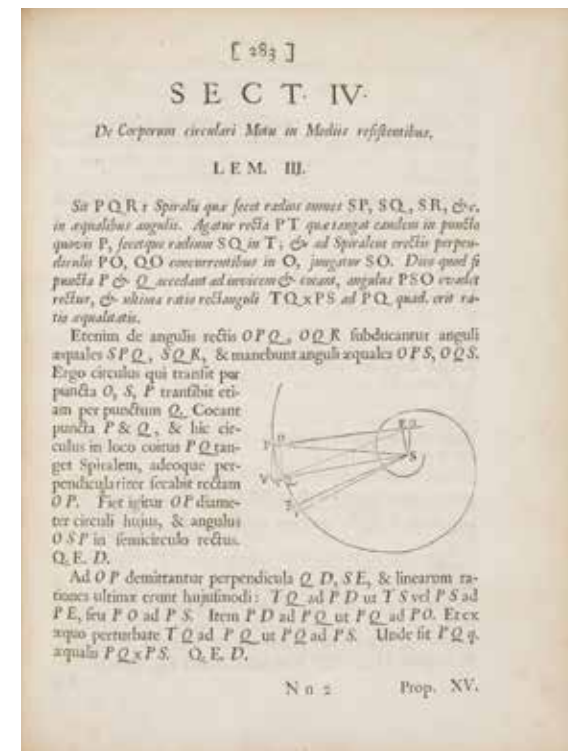 [ 283 ]
SECT. IV.
De Corporum circulari Motu in Mediis resistentibus.
LEM. III.
Sit PQRr Spiralis quæ secet radios omnes SP, SQ, SR, &c.
in æqualibus angulis. Agatur recta PT quæ tangat eandem in puncto
quovis P, secetque radium SQ in T; & ad Spiralem erectis perpen-
diculis PO, QO concurrentibus in O, jungatur SO. Dico quod si
puncta P & Q accedant ad invicem & coeant, angulus PSO evadet
rectus, & ultima ratio rectanguli TQ x PS ad PQ quad. erit ra-
tio æqualitatis.
Etenim de angulis rectis OPQ, OQR subducantur anguli
æquales SPQ, SQR, & manebunt anguli æquales OPS, OQS.
Ergo circulus qui transit per
puncta O, S, P transibit eti-
am per punctum Q. Coeant
puncta P & Q, & hic cir-
culus in loco coitus PQ tan-
get Spiralem, adeoque per-
pendiculariter secabit rectam
OP. Fiet igitur OP diame-
ter circuli hujus, & angulus
OSP in semicirculo rectus.
Q.E.D.
Ad OP demittantur perpendicula QD, SE, & linearum ra-
tiones ultimæ erunt hujusmodi: TQ ad PD ut TS vel PS ad
PE, seu PO ad PS. Item PD ad PQ ut PQ ad PO. Et ex
æquo perturbate TQ ad PQ ut PQ ad PS. Unde fit PQ q.
æqualis PQ x PS. Q.E.D.
P D
E O
S
V
Q
T
r
N n 2 Prop. XV.